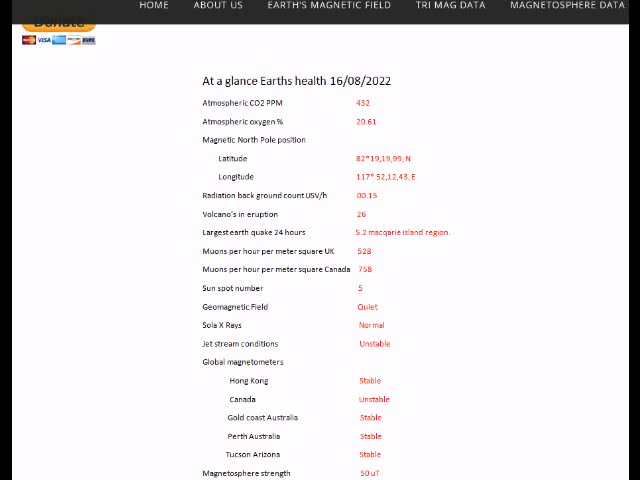 HOME ABOUT US EARTH'S MAGNETIC FIELD TRI MAG DATA MAGNETOSPHERE DATA
Donate
VISA
At a glance Earths health 16/08/2022
Atmospheric CO2 PPM 432
Atmospheric oxygen % 20.61
Magnetic North Pole position
Latitude 82° 19,19,99, N
Longitude 117° 52,12,43, E
Radiation back ground count USV/h 00.15
Volcano's in eruption 26
Largest earth quake 24 hours 5.2 macqarie island region.
Muons per hour per meter square UK 528
Muons per hour per meter square Canada 758
Sun spot number 5
Geomagnetic Field Quiet
Sola X Rays Normal
Jet stream conditions Unstable
Global magnetometers
Hong Kong Stable
Canada Unstable
Gold coast Australia Stable
Perth Australia Stable
Tucson Arizona Stable
Magnetosphere strength 50 uT